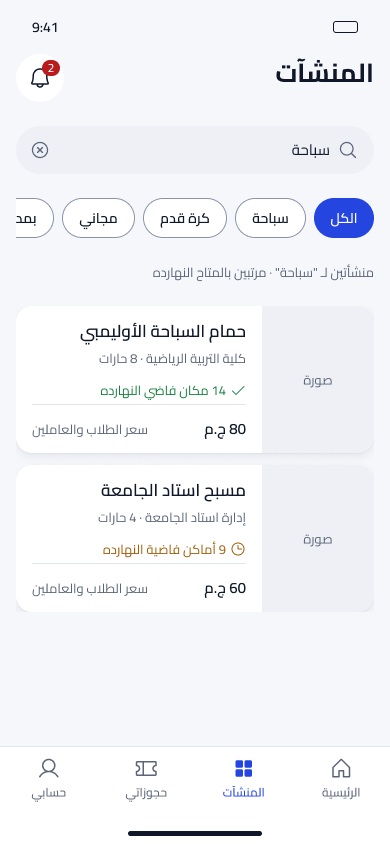 9:41
المنشآت
2
سباحة
الكل
سباحة
كرة قدم
مجاني
بمد
منشأتين لـ "سباحة" · مرتبين بالمتاح النهارده
صورة
حمام السباحة الأوليمبي
كلية التربية الرياضية · 8 حارات
14 مكان فاضي النهارده
80 ج.م
سعر الطلاب والعاملين
صورة
مسبح استاد الجامعة
إدارة استاد الجامعة · 4 حارات
9 أماكن فاضية النهارده
60 ج.م
سعر الطلاب والعاملين
الرئيسية
المنشآت
حجوزاتي
حسابي